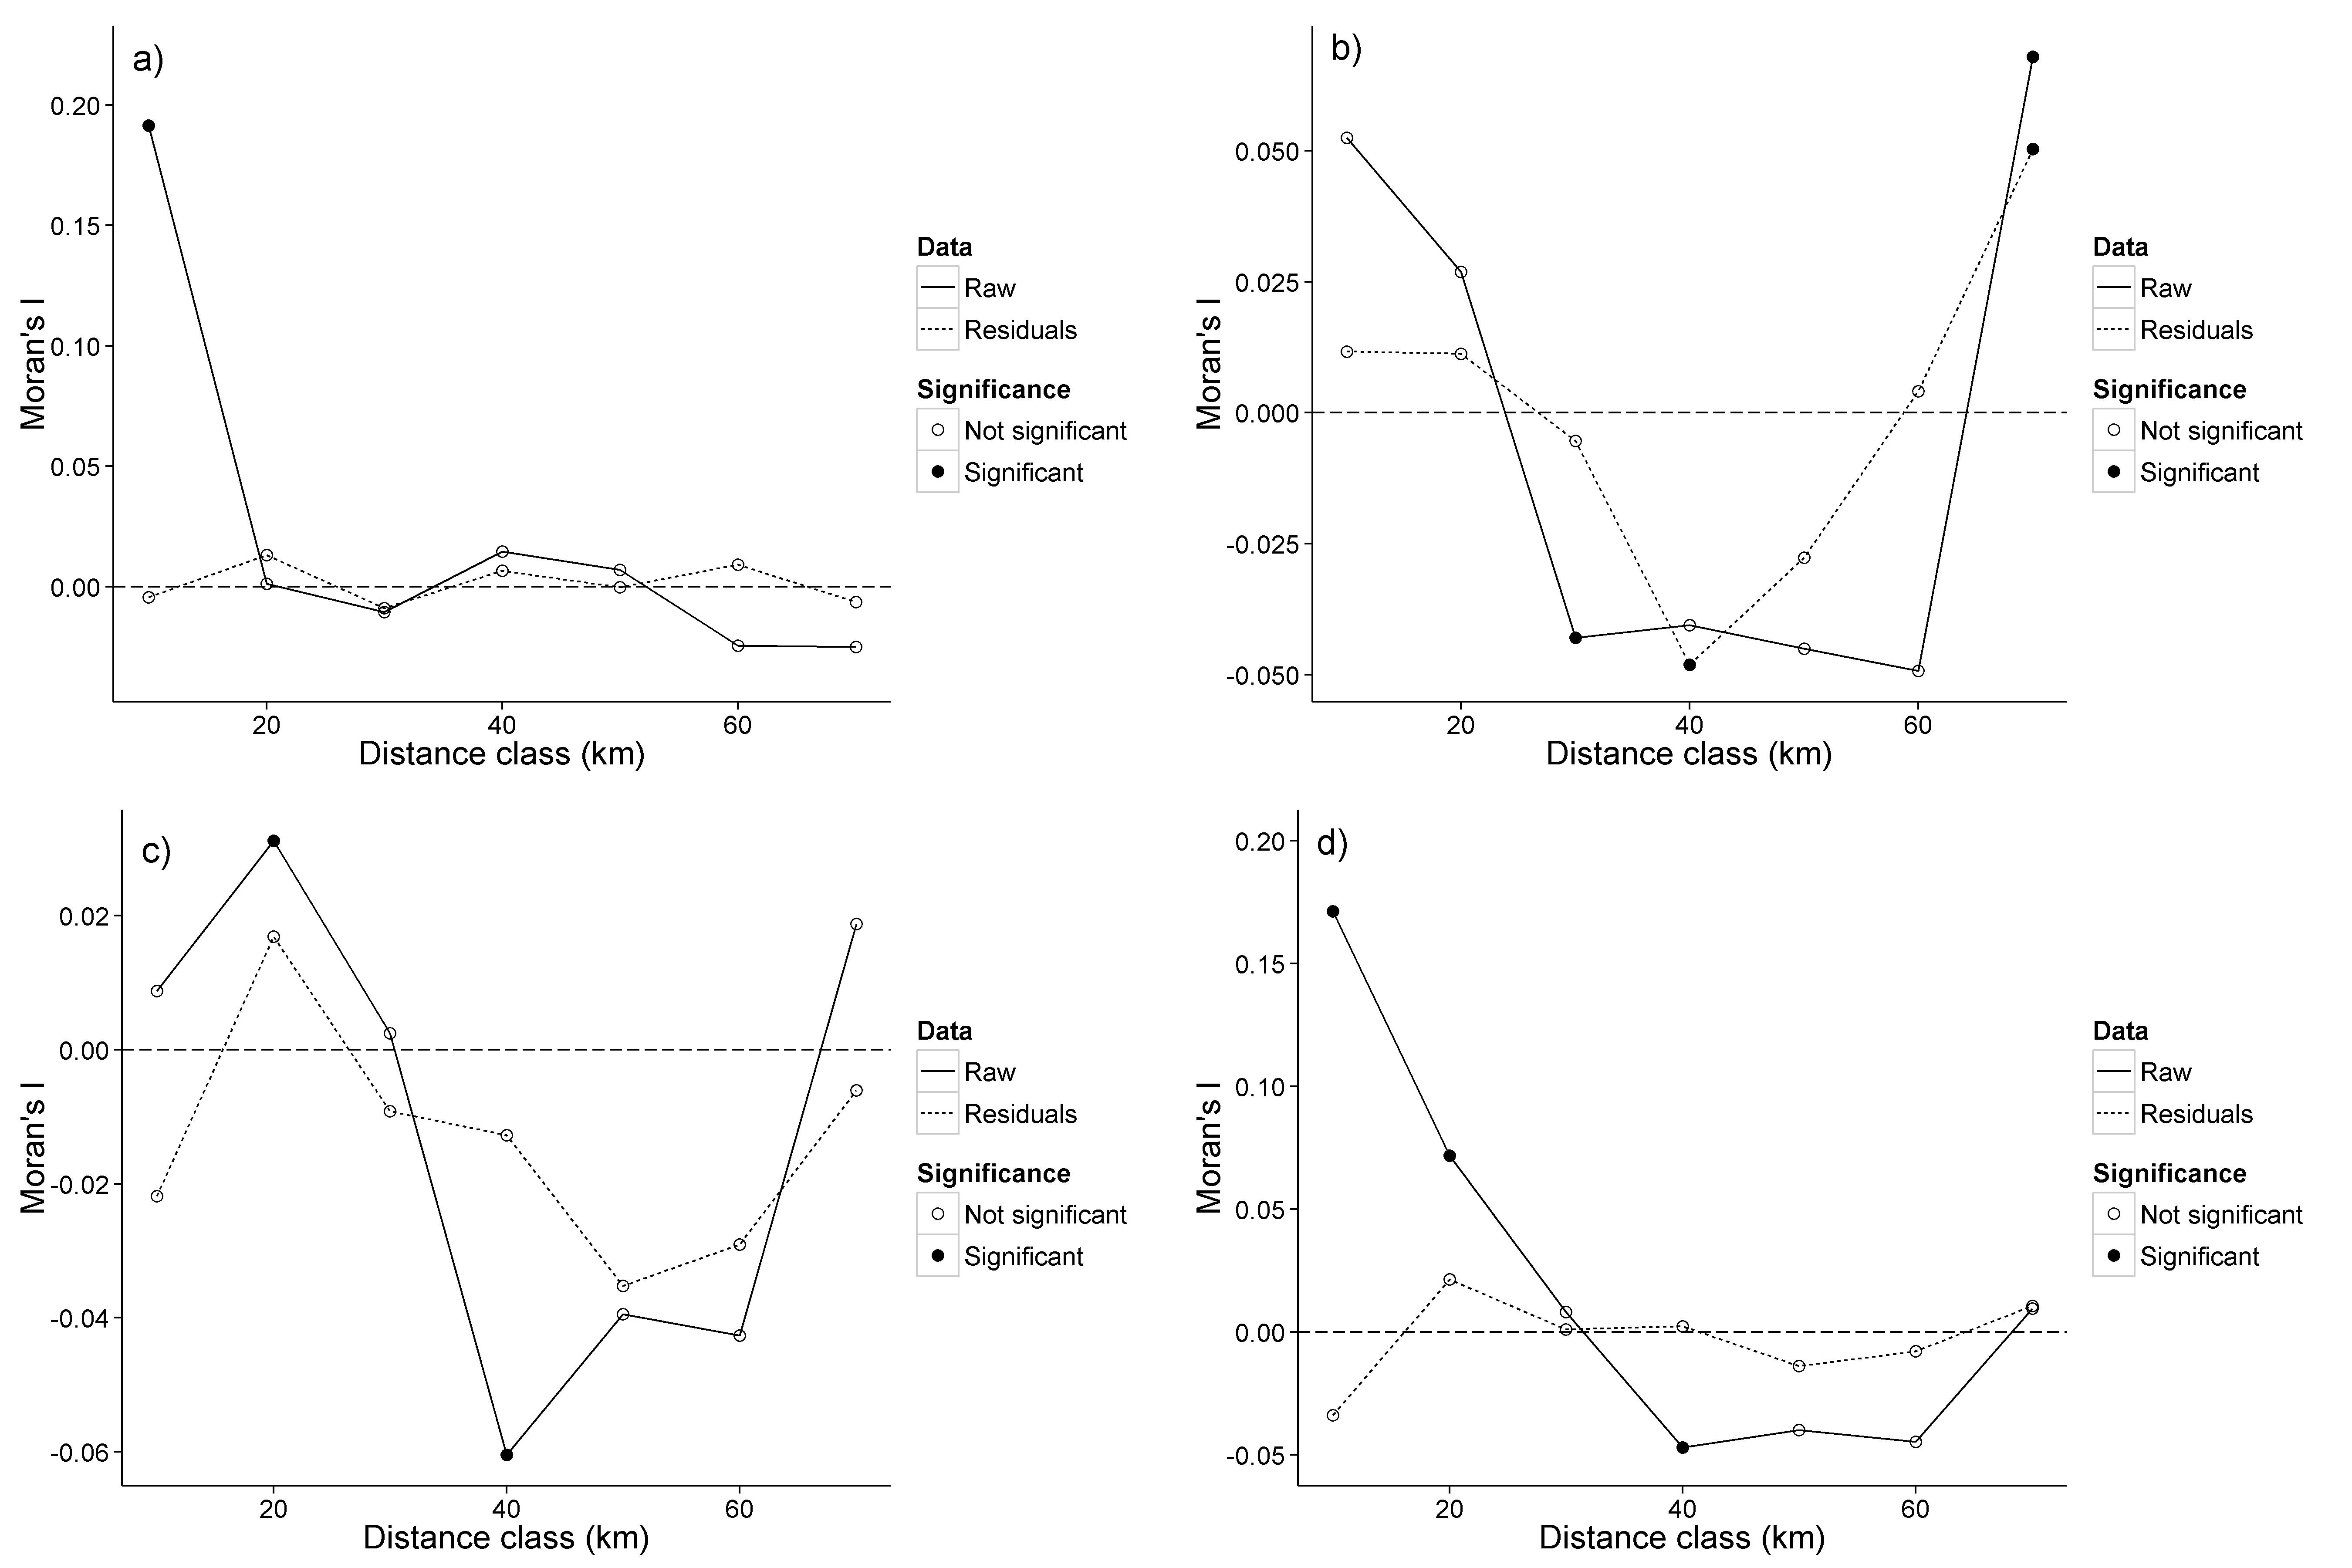 a)
Moran's I
0.20
0.15
0.10
0.05
0.00
20
40
60
Distance class (km)
Data
Raw
Residuals
Significance
Not significant
Significant
b)
Moran's I
0.050
0.025
0.000
-0.025
-0.050
20
40
60
Distance class (km)
Data
Raw
Residuals
Significance
Not significant
Significant
c)
Moran's I
0.02
0.00
-0.02
-0.04
-0.06
20
40
60
Distance class (km)
Data
Raw
Residuals
Significance
Not significant
Significant
d)
Moran's I
0.20
0.15
0.10
0.05
0.00
-0.05
20
40
60
Distance class (km)
Data
Raw
Residuals
Significance
Not significant
Significant